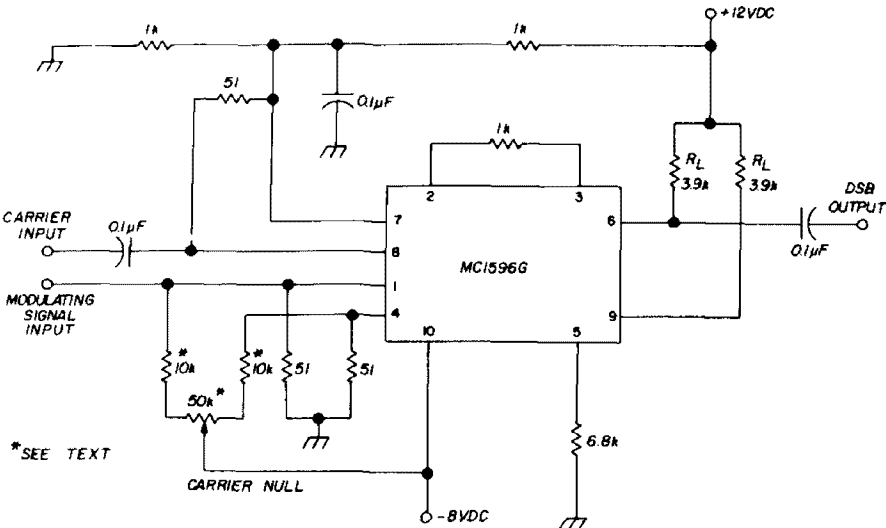 +12VDC
1k
1k
51
0.1µF
1k
2
3
R_L
3.9k
R_L
3.9k
DSB
OUTPUT
0.1µF
CARRIER
INPUT
0.1µF
7
8
1
4
10
MC1596G
6
9
5
MODULATING
SIGNAL
INPUT
*
10k
*
10k
51
51
50k*
6.8k
*SEE TEXT
CARRIER NULL
-8VDC